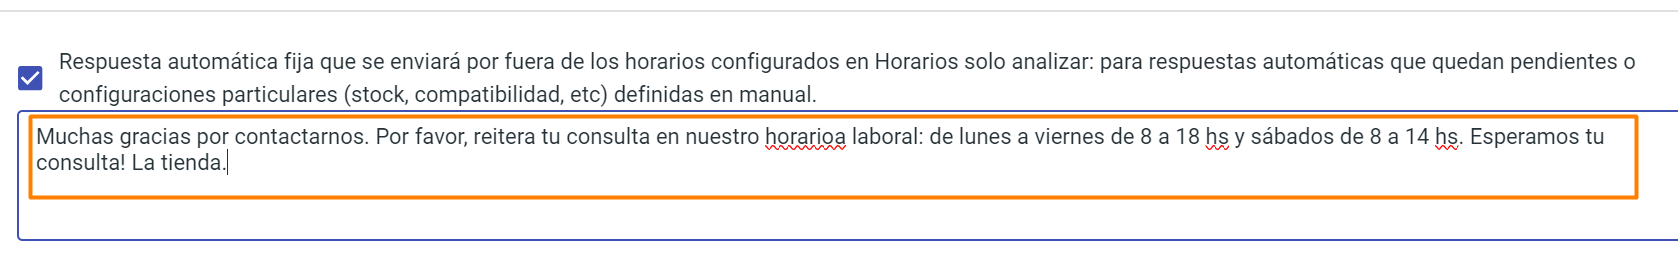 Respuesta automática fija que se enviará por fuera de los horarios configurados en Horarios solo analizar: para respuestas automáticas que quedan pendientes o
configuraciones particulares (stock, compatibilidad, etc) definidas en manual.
Muchas gracias por contactarnos. Por favor, reitera tu consulta en nuestro horarioa laboral: de lunes a viernes de 8 a 18 hs y sábados de 8 a 14 hs. Esperamos tu
consulta! La tienda.